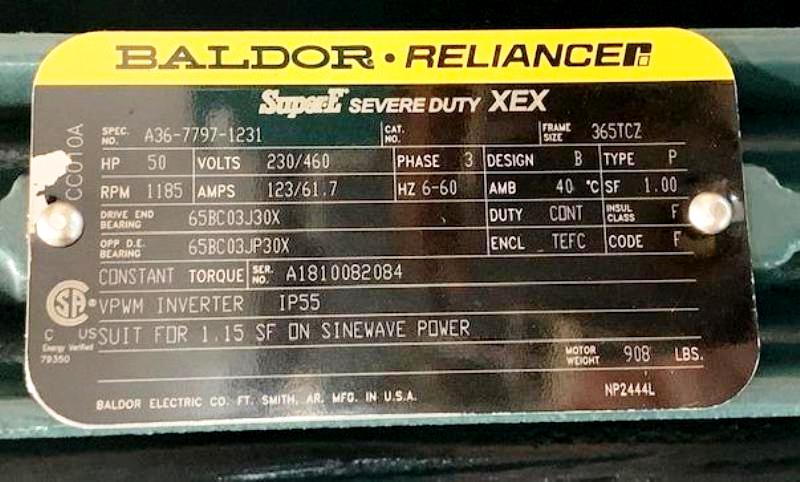 BALDOR • RELIANCE
Super-E SEVERE DUTY XEX
CC010A
SPEC. NO. A36-7797-1231 CAT. NO. FRAME SIZE 365TCZ
HP 50 VOLTS 230/460 PHASE 3 DESIGN B TYPE P
RPM 1185 AMPS 123/61.7 HZ 6-60 AMB 40 °C SF 1.00
DRIVE END BEARING 65BC03J30X DUTY CONT INSUL CLASS F
OPP D.E. BEARING 65BC03JP30X ENCL TEFC CODE F
CONSTANT TORQUE SER. NO. A1810082084
SA ® VPWM INVERTER IP55
C US SUIT FOR 1.15 SF ON SINEWAVE POWER
Energy Verified
79350
MOTOR WEIGHT 908 LBS.
NP2444L
BALDOR ELECTRIC CO. FT. SMITH, AR. MFG. IN U.S.A.